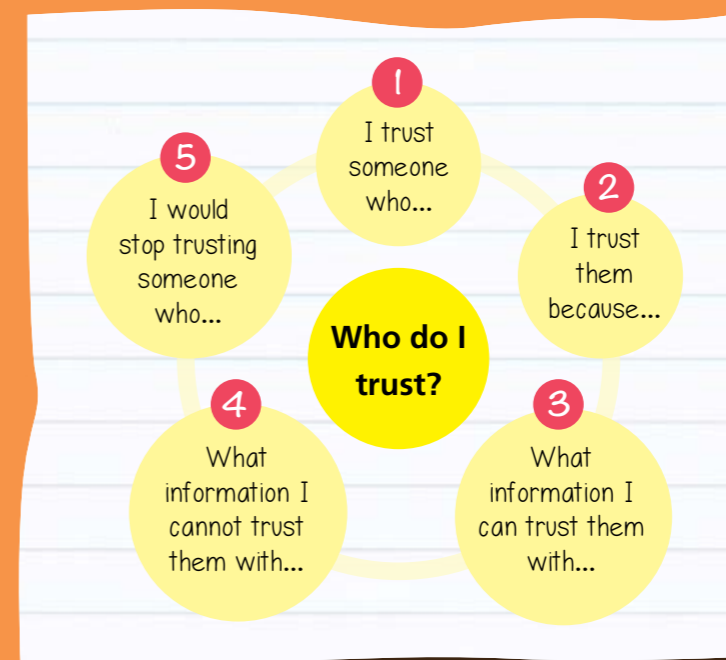 Who do I
trust?
1
I trust
someone
who...
2
I trust
them
because...
3
What
information I
can trust them
with...
4
What
information I
cannot trust
them with...
5
I would
stop trusting
someone
who...